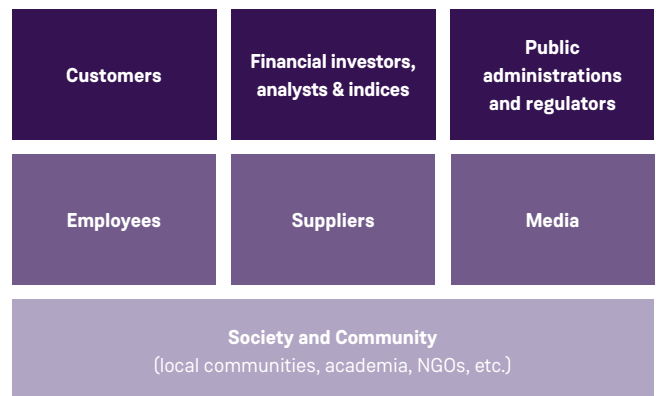 Customers
Financial investors,
analysts & indices
Public
administrations
and regulators
Employees
Suppliers
Media
Society and Community
(local communities, academia, NGOs, etc.)